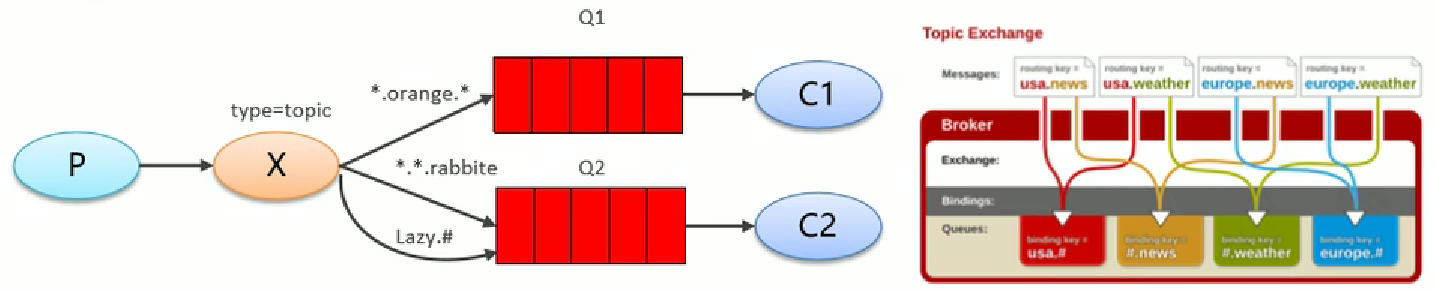 Q1
*.orange.*
C1
type=topic
P
X
*.*.rabbite
Q2
Lazy.#
C2
Topic Exchange
Messages:
routing key =
usa.news
routing key =
usa.weather
routing key =
europe.news
routing key =
europe.weather
Broker
Exchange:
Bindings:
Queues:
binding key =
usa.#
binding key =
#.news
binding key =
#.weather
binding key =
europe.#